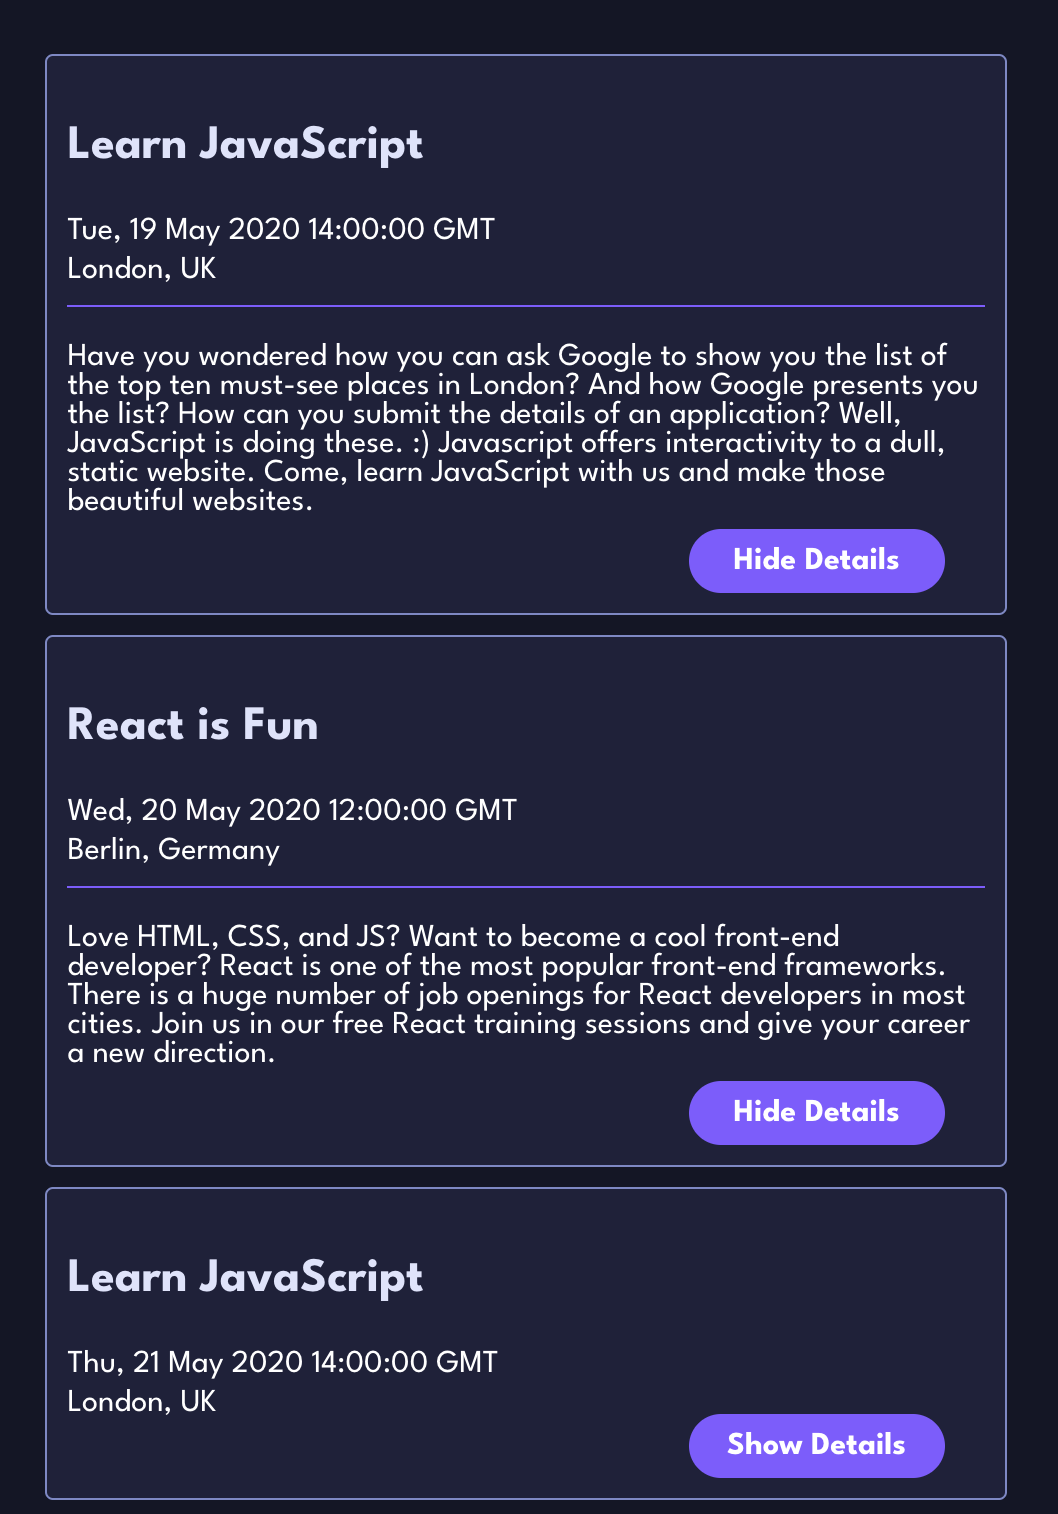 Learn JavaScript
Tue, 19 May 2020 14:00:00 GMT
London, UK
Have you wondered how you can ask Google to show you the list of
the top ten must-see places in London? And how Google presents you
the list? How can you submit the details of an application? Well,
JavaScript is doing these. :) Javascript offers interactivity to a dull,
static website. Come, learn JavaScript with us and make those
beautiful websites.
Hide Details
React is Fun
Wed, 20 May 2020 12:00:00 GMT
Berlin, Germany
Love HTML, CSS, and JS? Want to become a cool front-end
developer? React is one of the most popular front-end frameworks.
There is a huge number of job openings for React developers in most
cities. Join us in our free React training sessions and give your career
a new direction.
Hide Details
Learn JavaScript
Thu, 21 May 2020 14:00:00 GMT
London, UK
Show Details